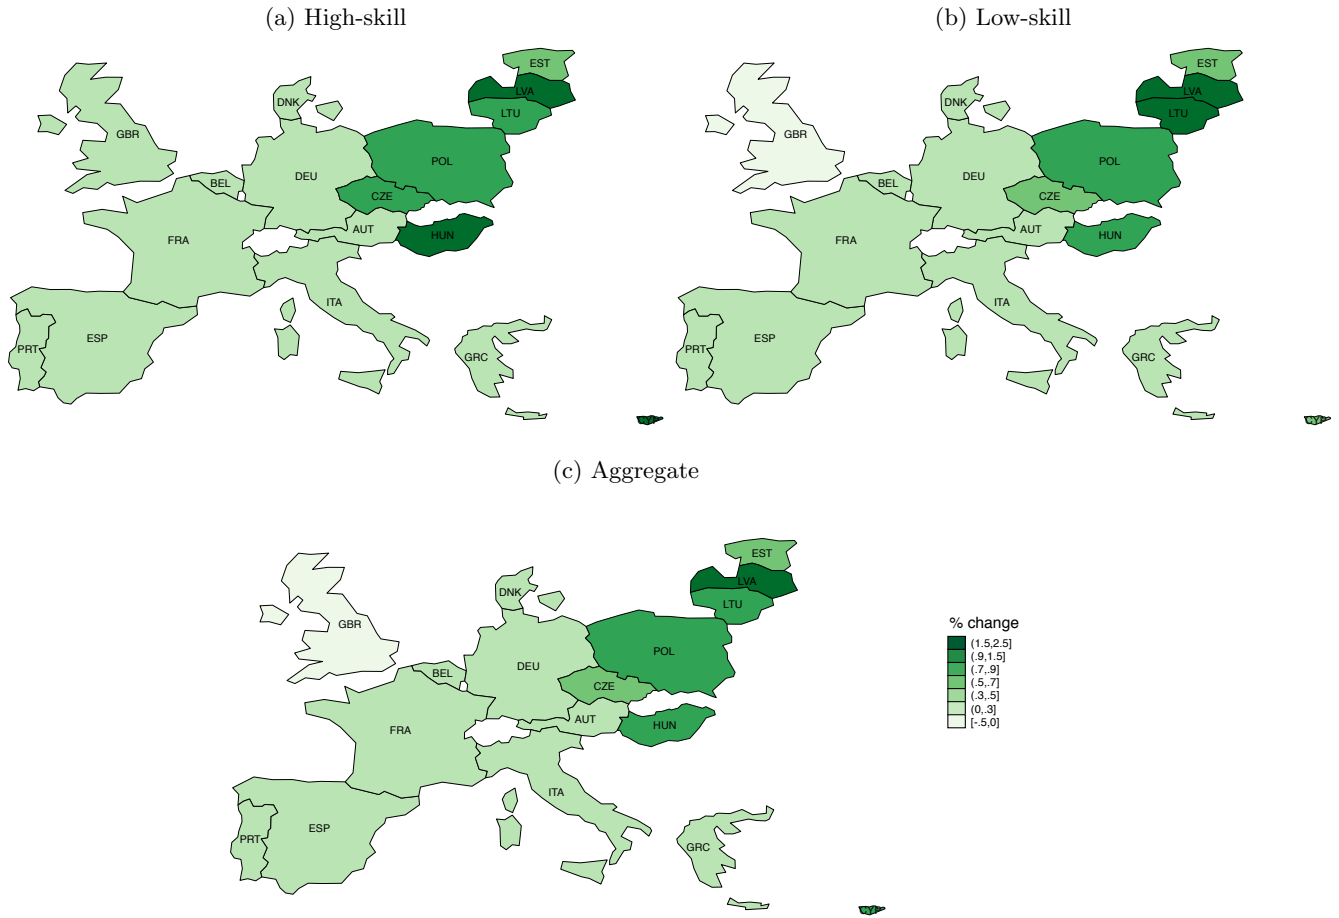 (a) High-skill
(b) Low-skill
EST
LVA
LTU
DNK
GBR
POL
DEU
BEL
CZE
AUT
HUN
FRA
ITA
ESP
PRT
GRC
CYP
EST
LVA
LTU
DNK
GBR
POL
DEU
BEL
CZE
AUT
HUN
FRA
ITA
ESP
PRT
GRC
CYP
(c) Aggregate
EST
LVA
LTU
DNK
GBR
POL
DEU
BEL
CZE
AUT
HUN
FRA
ITA
ESP
PRT
GRC
CYP
% change
(1.5,2.5]
(.9,1.5]
(.7,.9]
(.5,.7]
(.3,.5]
(0,.3]
[-.5,0]